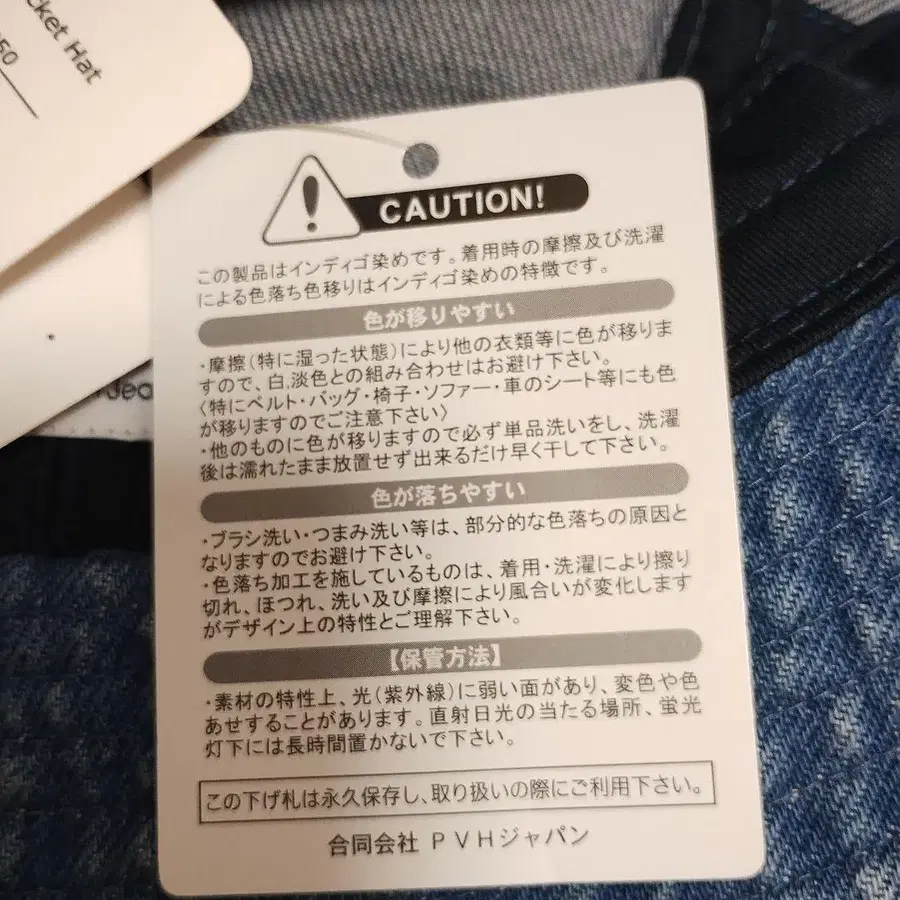 cket Hat
50
Jea
CAUTION!
この製品はインディゴ染めです。着用時の摩擦及び洗濯
による色落ち色移りはインディゴ染めの特徴です。
色が移りやすい
・摩擦(特に湿った状態)により他の衣類等に色が移りま
すので、白,淡色との組み合わせはお避け下さい。
〈特にベルト・バッグ・椅子・ソファー・車のシート等にも色
が移りますのでご注意下さい〉
・他のものに色が移りますので必ず単品洗いをし、洗濯
後は濡れたまま放置せず出来るだけ早く干して下さい。
色が落ちやすい
・ブラシ洗い・つまみ洗い等は、部分的な色落ちの原因と
なりますのでお避け下さい。
・色落ち加工を施しているものは、着用・洗濯により擦り
切れ、ほつれ、洗い及び摩擦により風合いが変化します
がデザイン上の特性とご理解下さい。
【保管方法】
・素材の特性上、光(紫外線)に弱い面があり、変色や色
あせすることがあります。直射日光の当たる場所、蛍光
灯下には長時間置かないで下さい。
この下げ札は永久保存し、取り扱いの際にご利用下さい。
合同会社 PVHジャパン